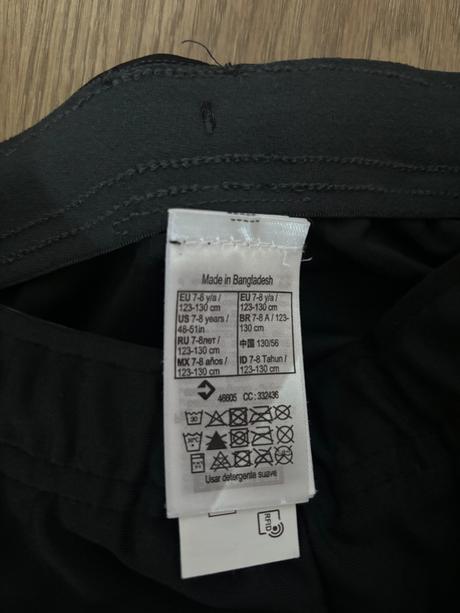 Made in Bangladesh
EU 7-8 y/a /
123-130 cm
US 7-8 years /
48-51in
RU 7-8лет /
123-130 cm
MX 7-8 años /
123-130 cm
EU 7-8 y/a /
123-130 cm
BR 7-8 A / 123-
130 cm
中国 130/56
ID 7-8 Tahun /
123-130 cm
46605 CC: 332436
Usar detergente suave
RFID